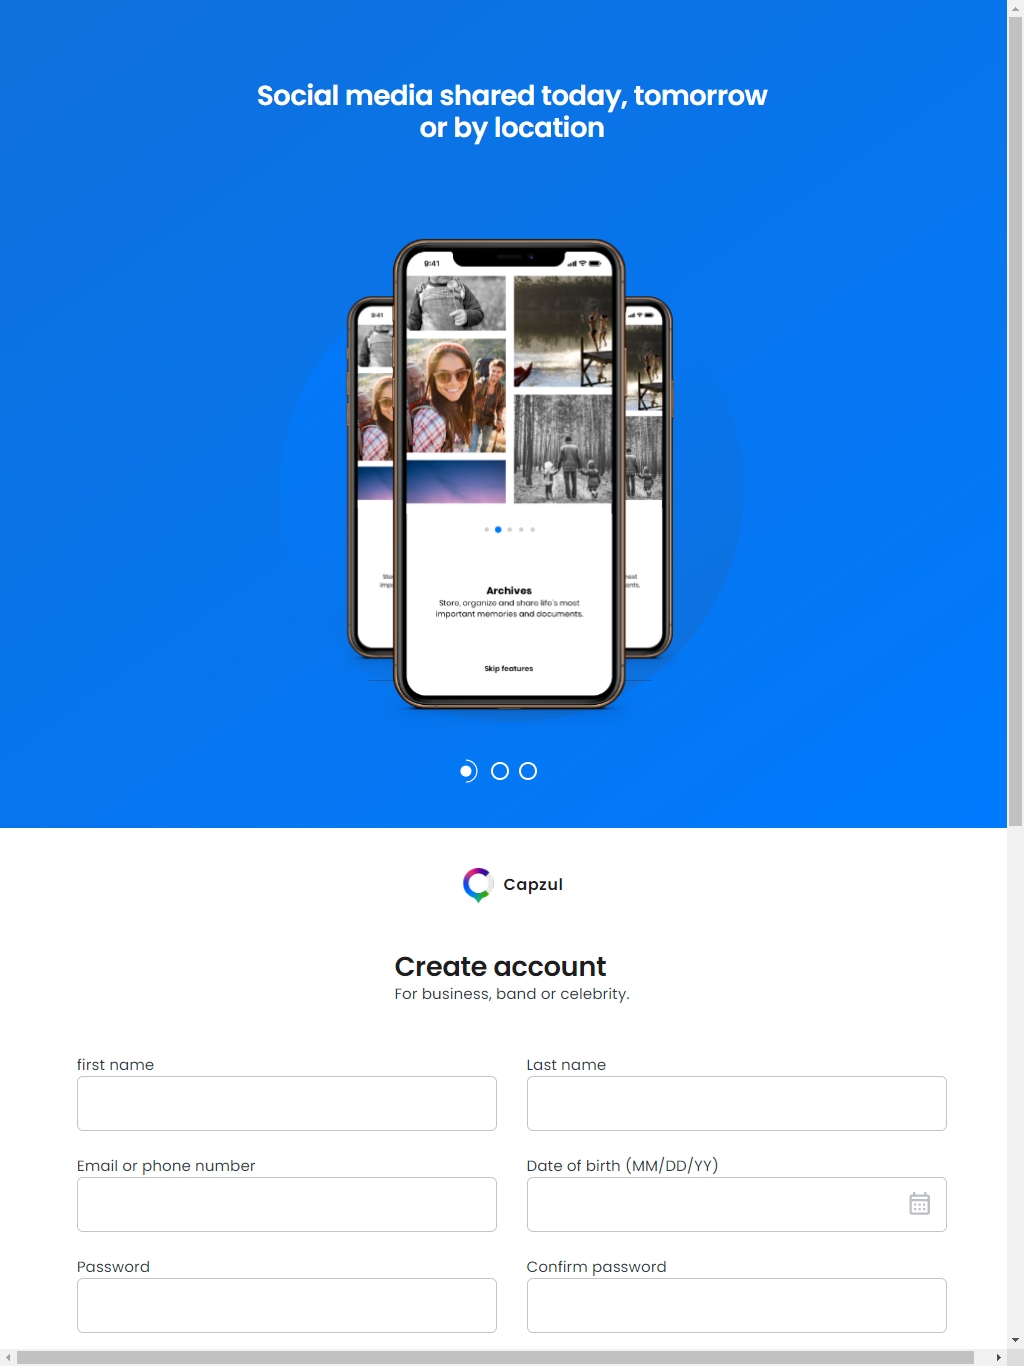 Social media shared today, tomorrow
or by location
9:41
9:41
Archives
Store, organize and share life's most
important memories and documents.
Skip features
Capzul
Create account
For business, band or celebrity.
first name
Last name
Email or phone number
Date of birth (MM/DD/YY)
Password
Confirm password